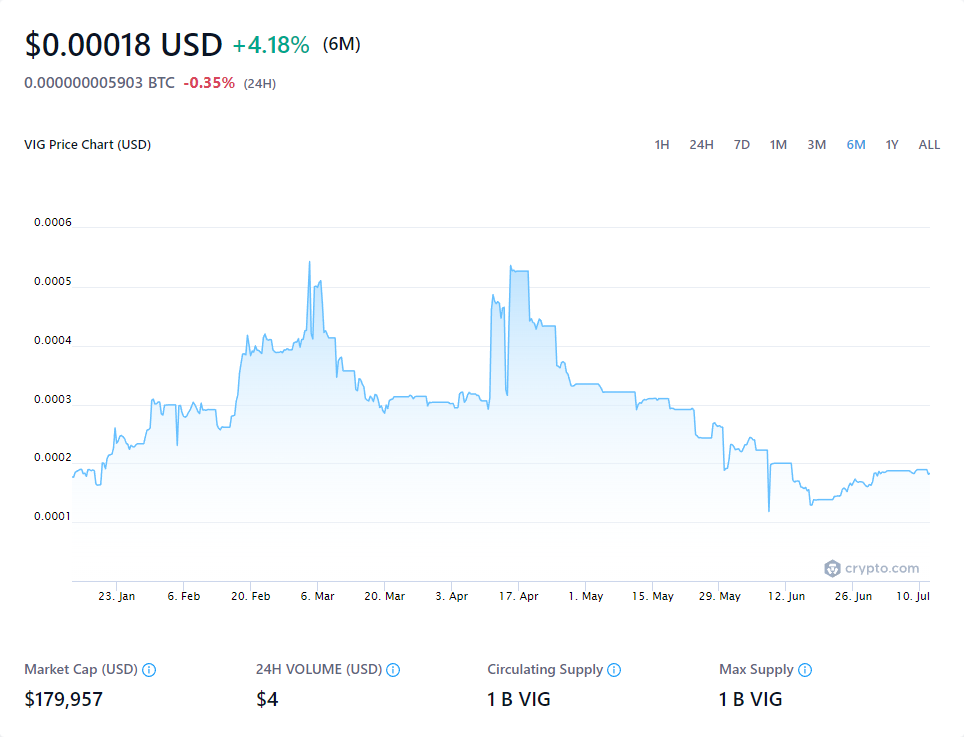 $0.00018 USD +4.18% (6M)
0.000000005903 BTC -0.35% (24H)
VIG Price Chart (USD)
1H 24H 7D 1M 3M 6M 1Y ALL
0.0006
0.0005
0.0004
0.0003
0.0002
0.0001
crypto.com
23. Jan 6. Feb 20. Feb 6. Mar 20. Mar 3. Apr 17. Apr 1. May 15. May 29. May 12. Jun 26. Jun 10. Jul
Market Cap (USD) 24H VOLUME (USD) Circulating Supply Max Supply
$179,957 $4 1 B VIG 1 B VIG